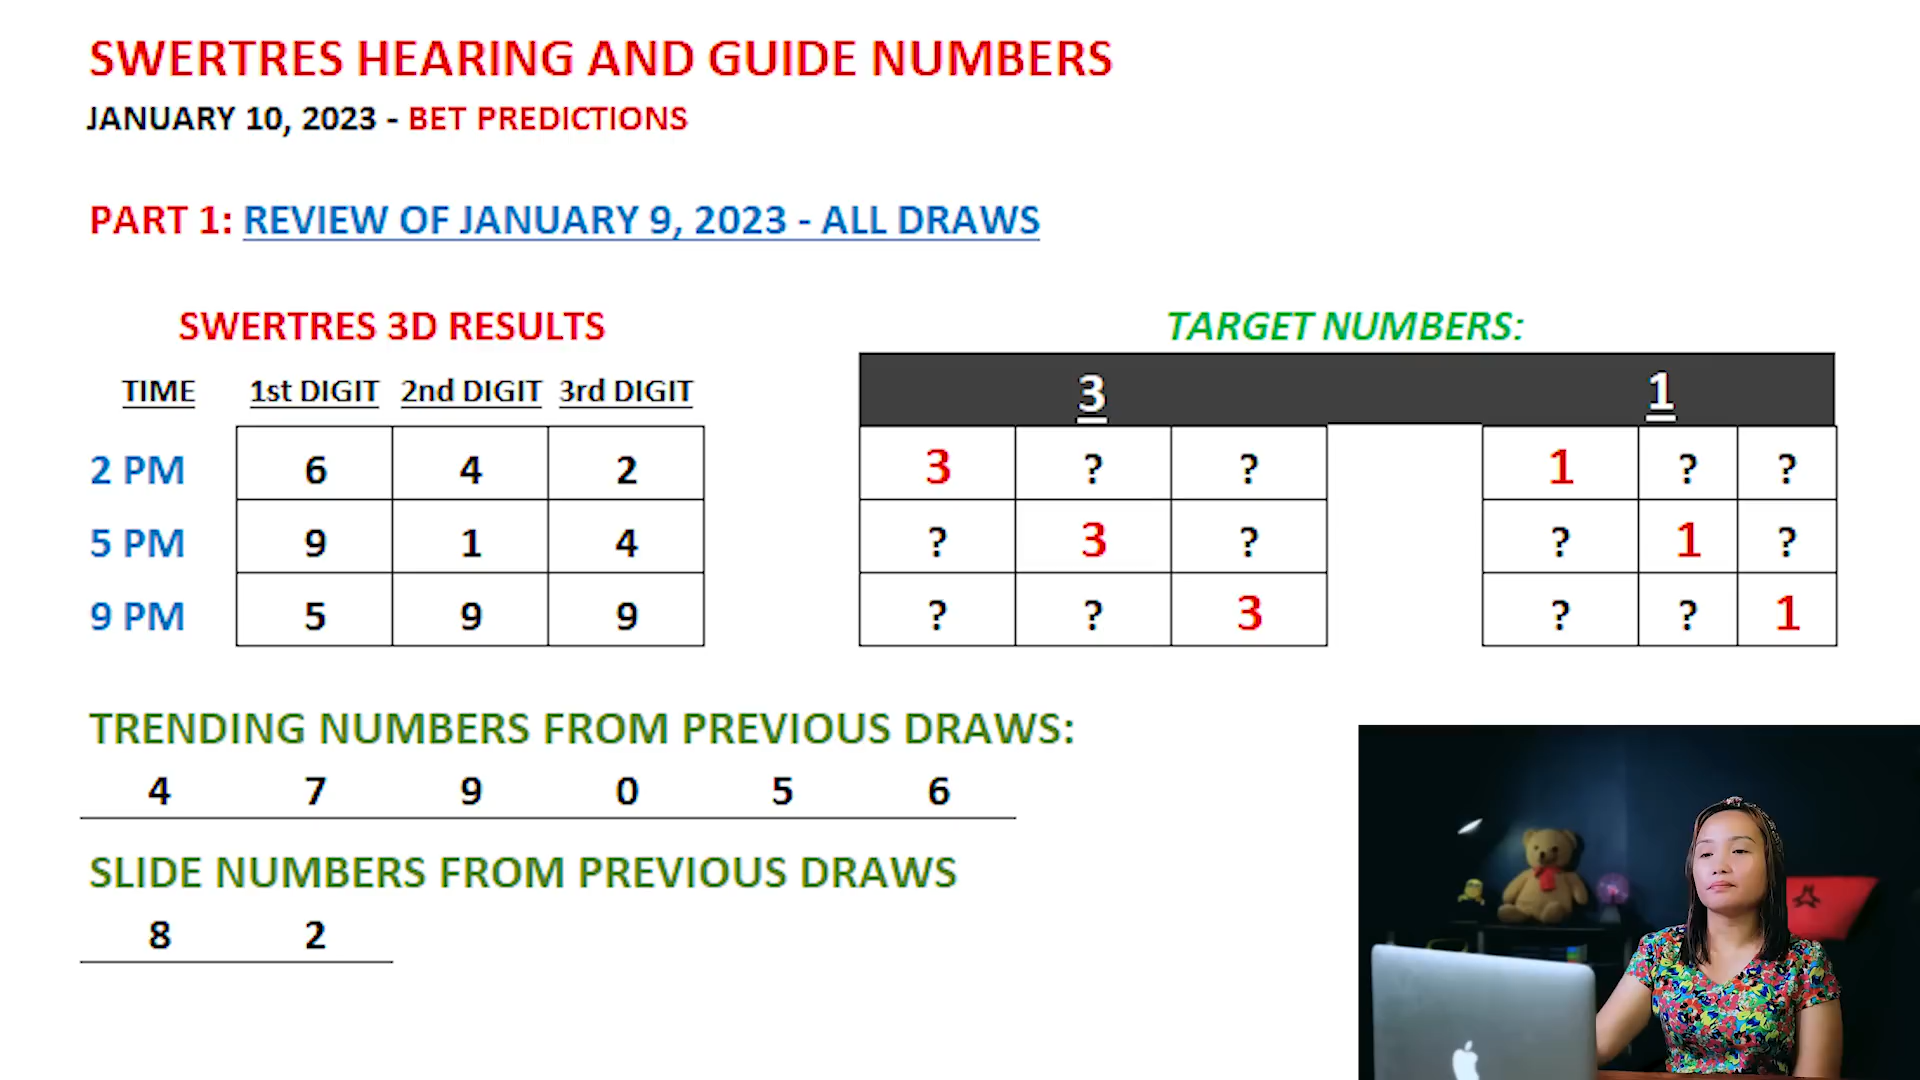 SWERTRES HEARING AND GUIDE NUMBERS
JANUARY 10, 2023 - BET PREDICTIONS
PART 1: REVIEW OF JANUARY 9, 2023 - ALL DRAWS
SWERTRES 3D RESULTS
TIME 1st DIGIT 2nd DIGIT 3rd DIGIT
2 PM 6 4 2
5 PM 9 1 4
9 PM 5 9 9
TARGET NUMBERS:
3 1
3 ? ? 1 ? ?
? 3 ? ? 1 ?
? ? 3 ? ? 1
TRENDING NUMBERS FROM PREVIOUS DRAWS:
4 7 9 0 5 6
SLIDE NUMBERS FROM PREVIOUS DRAWS
8 2